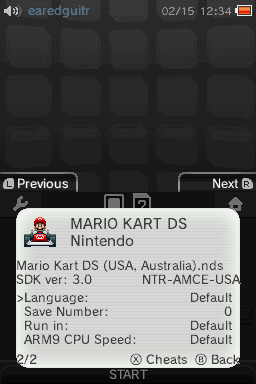 eardguitr 02/15 12:34
L Previous Next R
MARIO KART DS
Nintendo
Mario Kart DS (USA, Australia).nds
SDK ver: 3.0 NTR-AMCE-USA
>Language: Default
Save Number: 0
Run in: Default
ARM9 CPU Speed: Default
2/2 X Cheats B Back
START